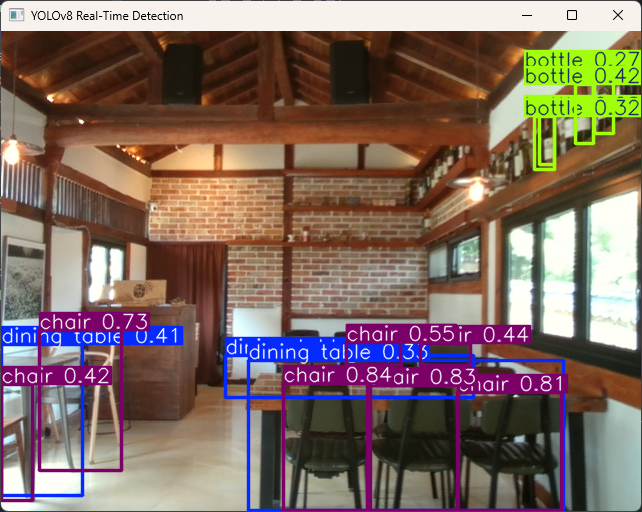 YOLOv8 Real-Time Detection
bottle 0.27
bottle 0.42
bottle 0.32
chair 0.73
dining table 0.41
chair 0.55
ir 0.44
dir
dining table 0.33
chair 0.42
chair 0.84
air 0.83
chair 0.81